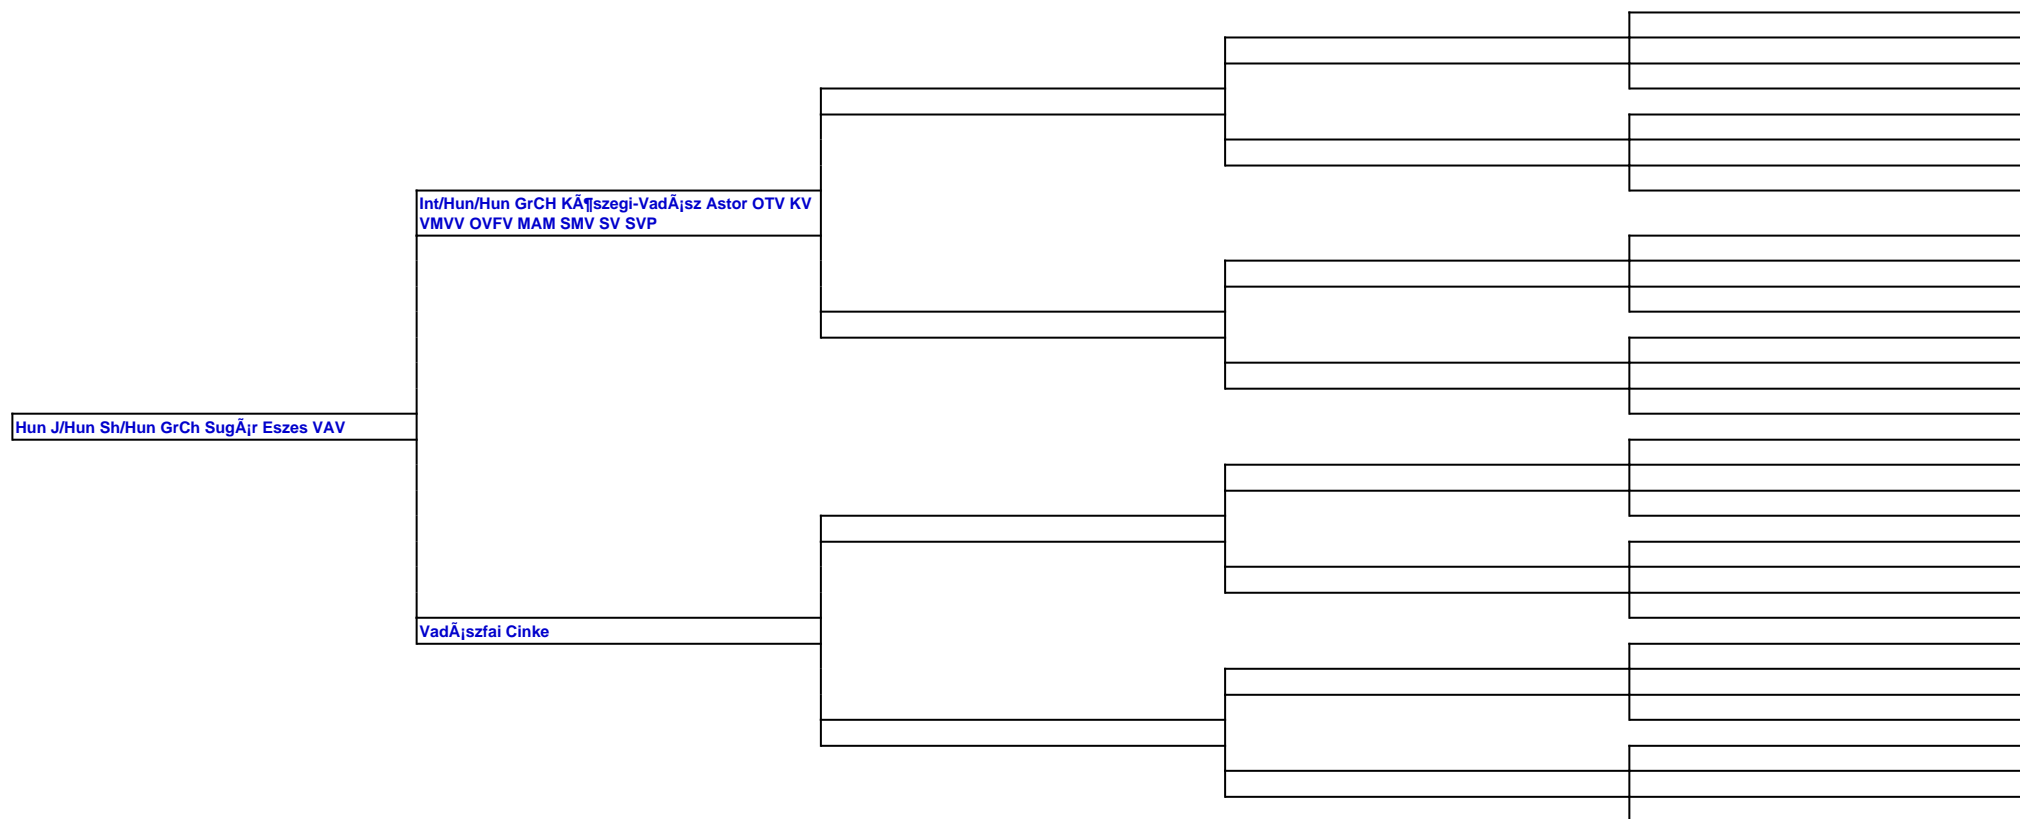 Int/Hun/Hun GrCH KÃ¶szegi-VadÃ¡sz Astor OTV KV
VMVV OVFV MAM SMV SV SVP
Hun J/Hun Sh/Hun GrCh SugÃ¡r Eszes VAV
VadÃ¡szfai Cinke